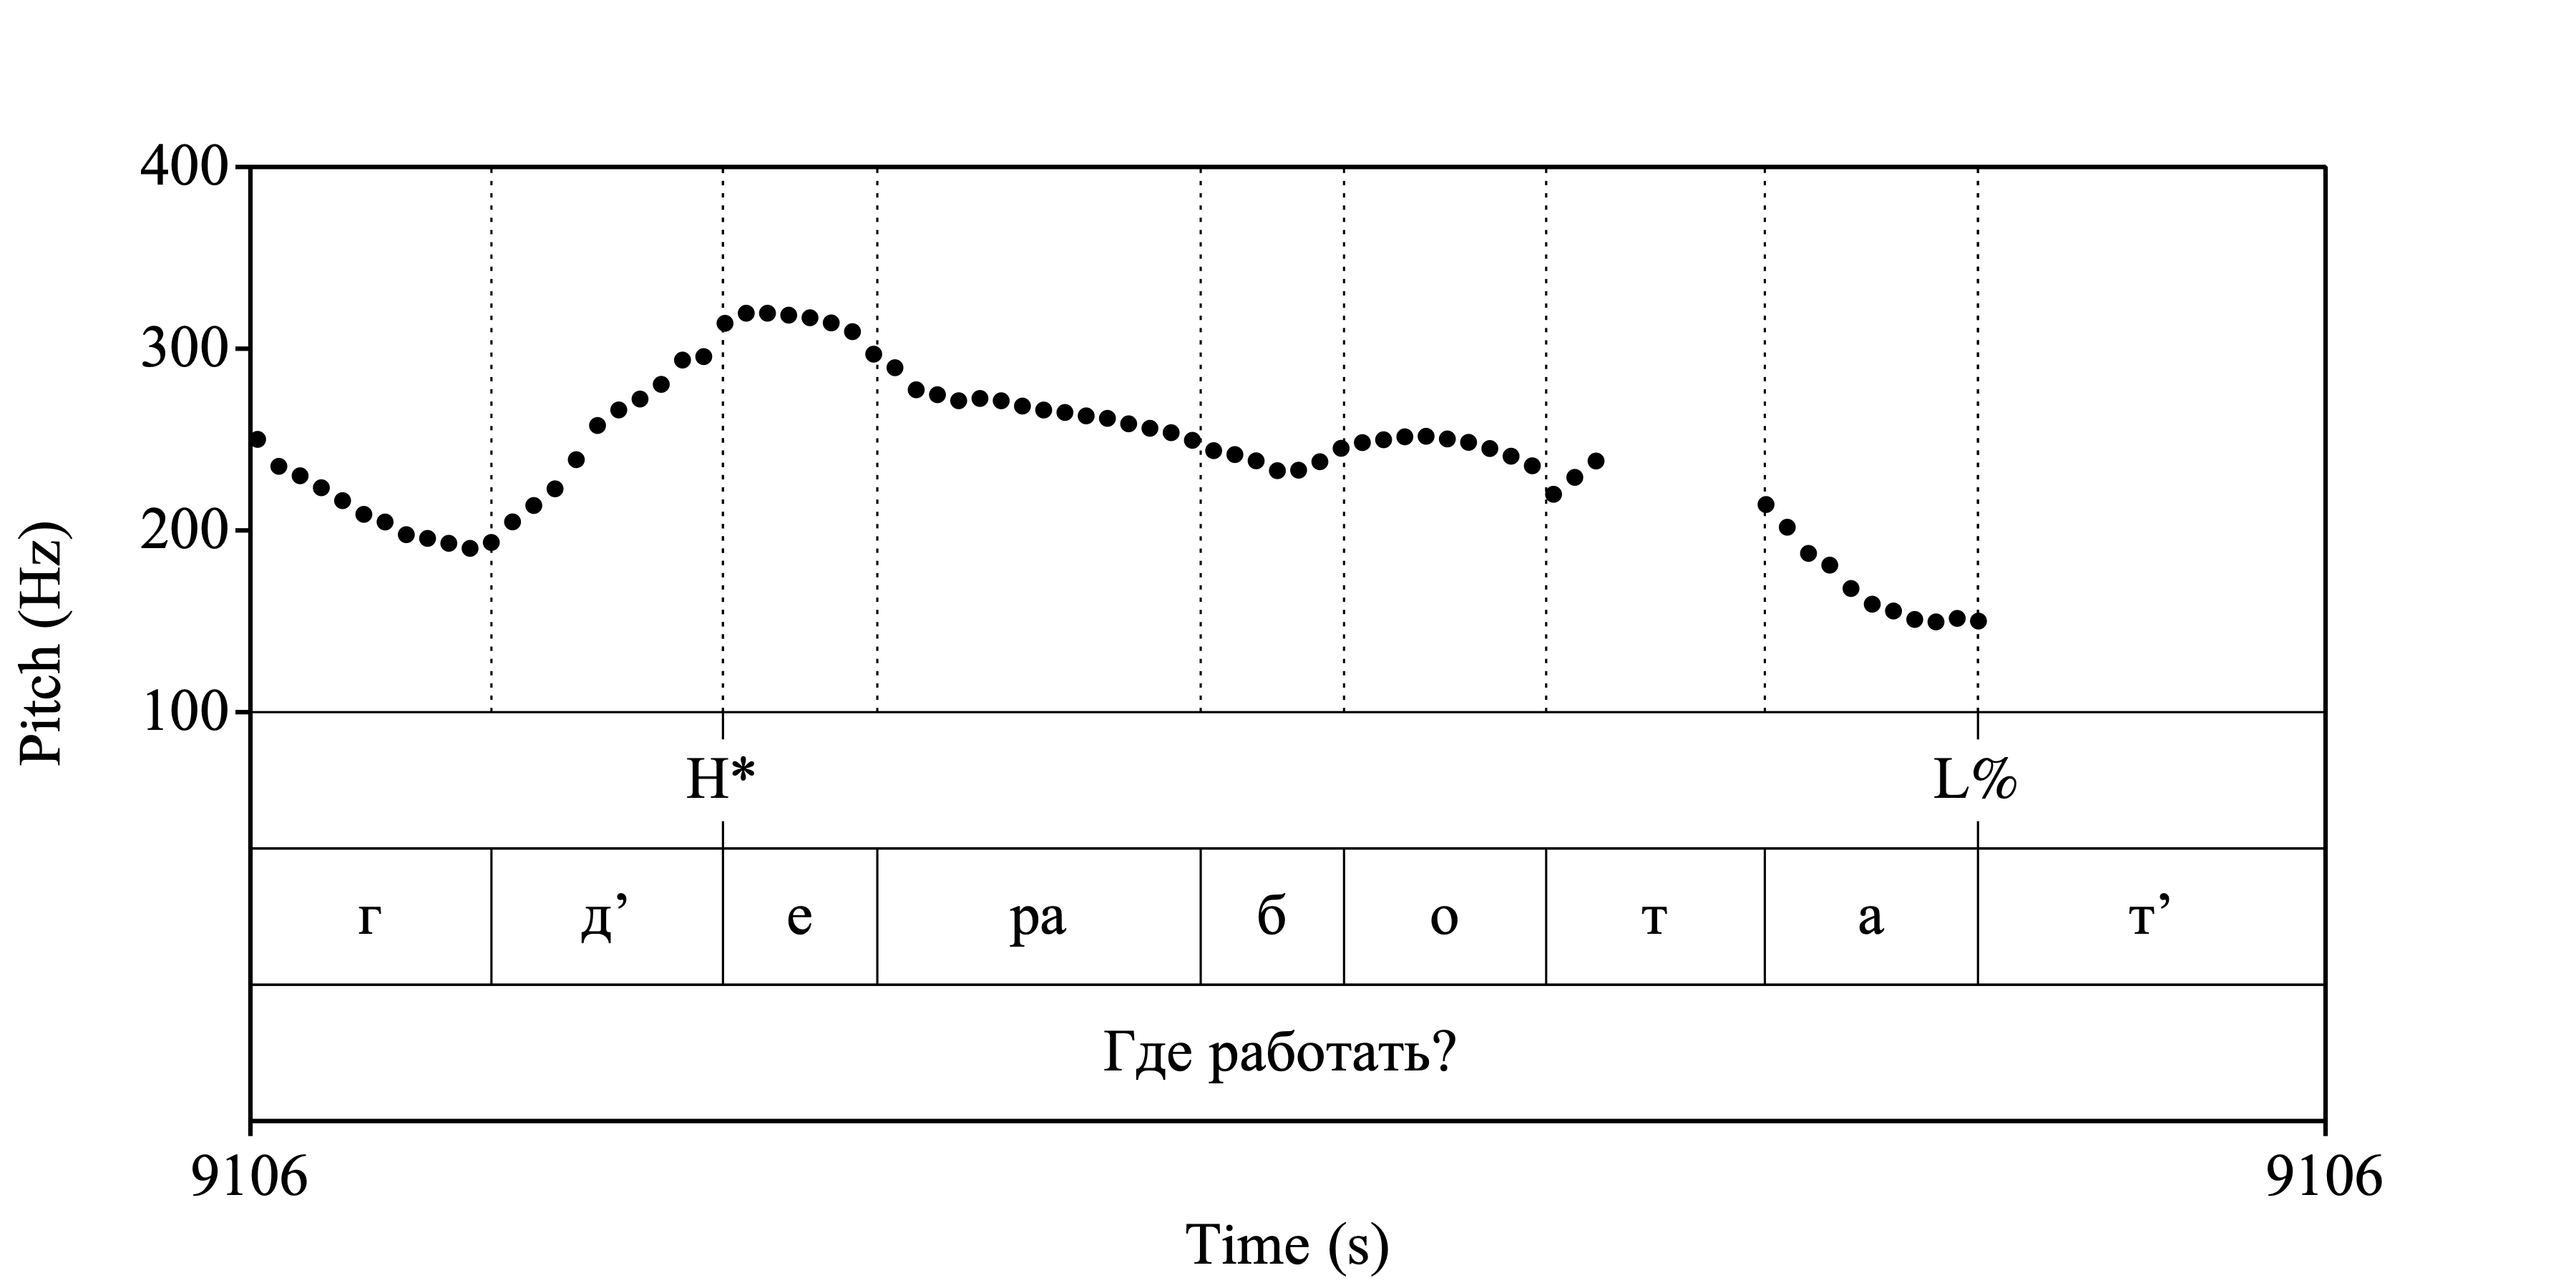 400
300
200
100
Pitch (Hz)
H* L%
г д’ е ра б о т а т’
Где работать?
9106 9106
Time (s)